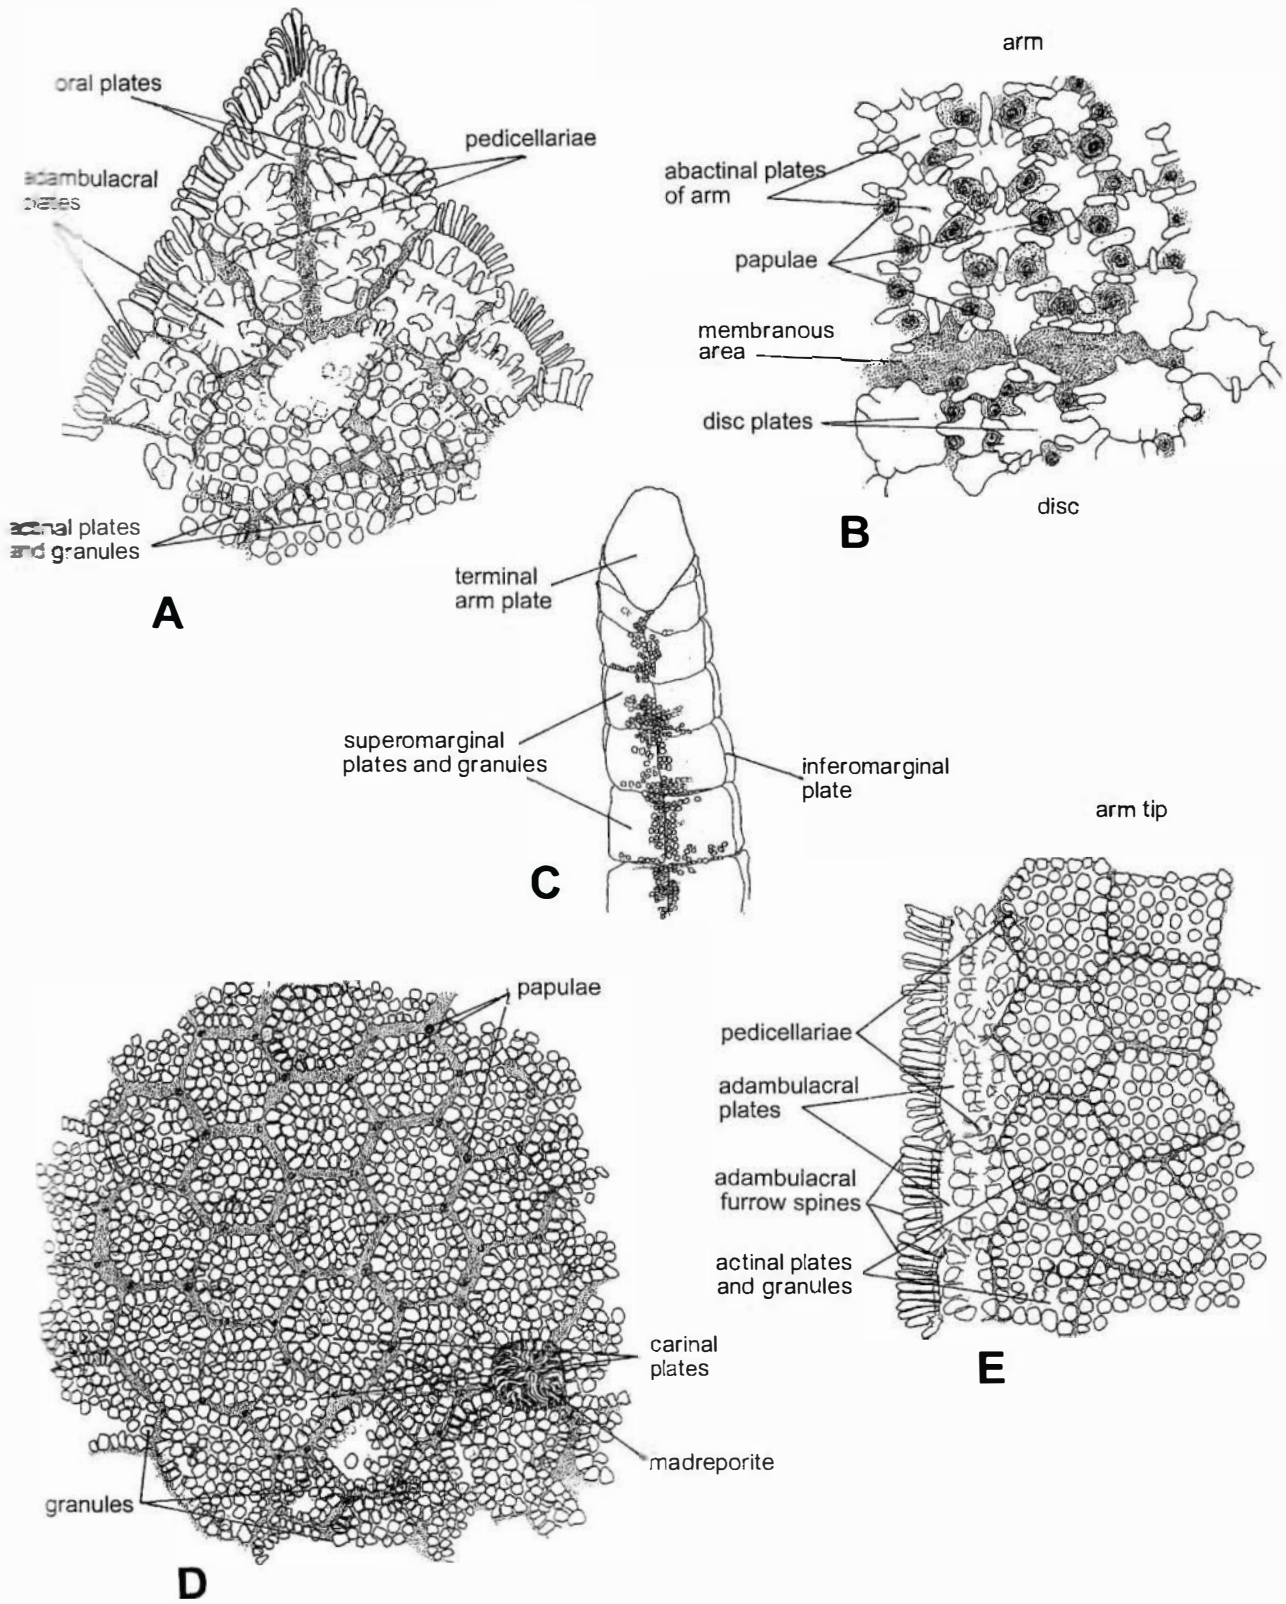 oral plates
pedicellariae
adambulacral
plates
plates
and granules
A
arm
abactinal plates
of arm
papulae
membranous
area
disc plates
disc
B
terminal
arm plate
superomarginal
plates and granules
inferomarginal
plate
C
arm tip
papulae
carinal
plates
madreporite
granules
D
pedicellariae
adambulacral
plates
adambulacral
furrow spines
actinal plates
and granules
E